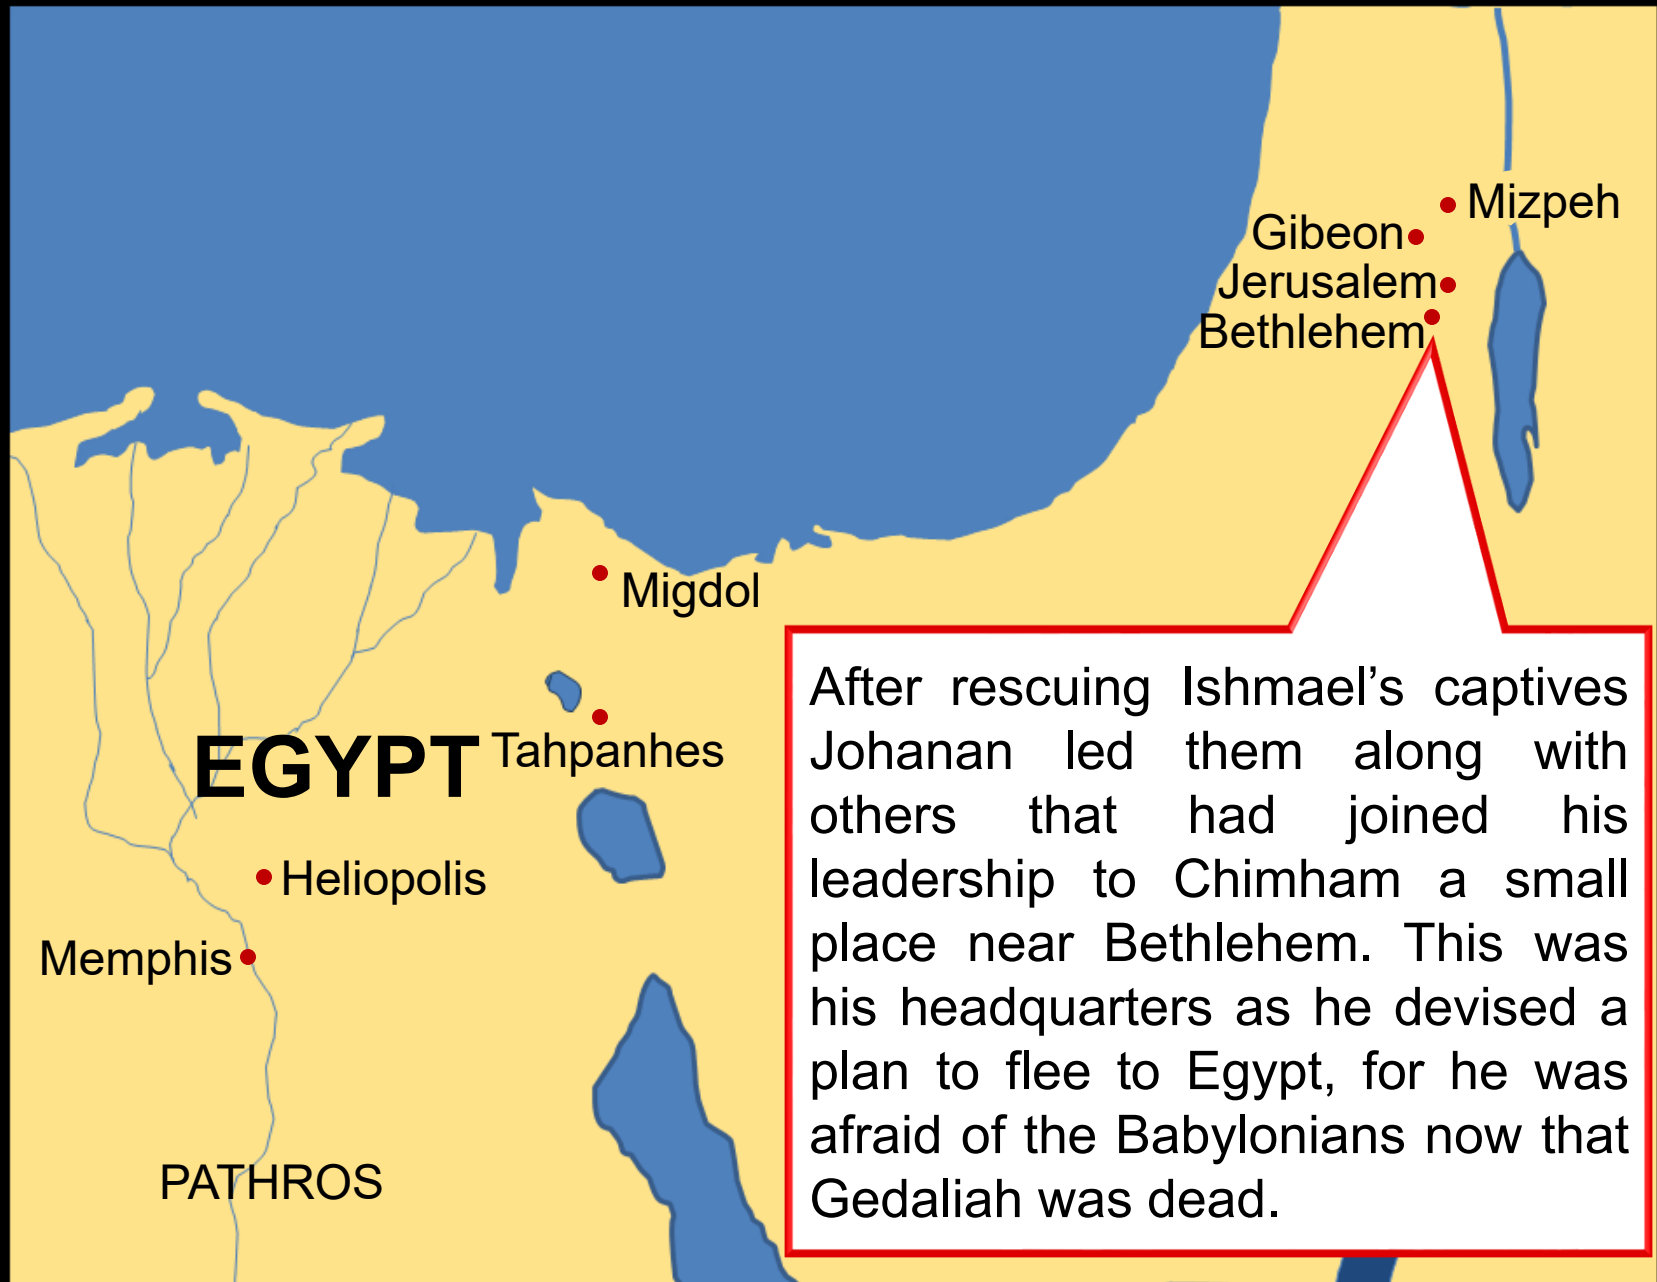 Mizpeh
Gibeon
Jerusalem
Bethlehem
Migdol
EGYPT
Tahpanhes
Heliopolis
Memphis
PATHROS
After rescuing Ishmael’s captives
Johanan led them along with
others that had joined his
leadership to Chimham a small
place near Bethlehem. This was
his headquarters as he devised a
plan to flee to Egypt, for he was
afraid of the Babylonians now that
Gedaliah was dead.